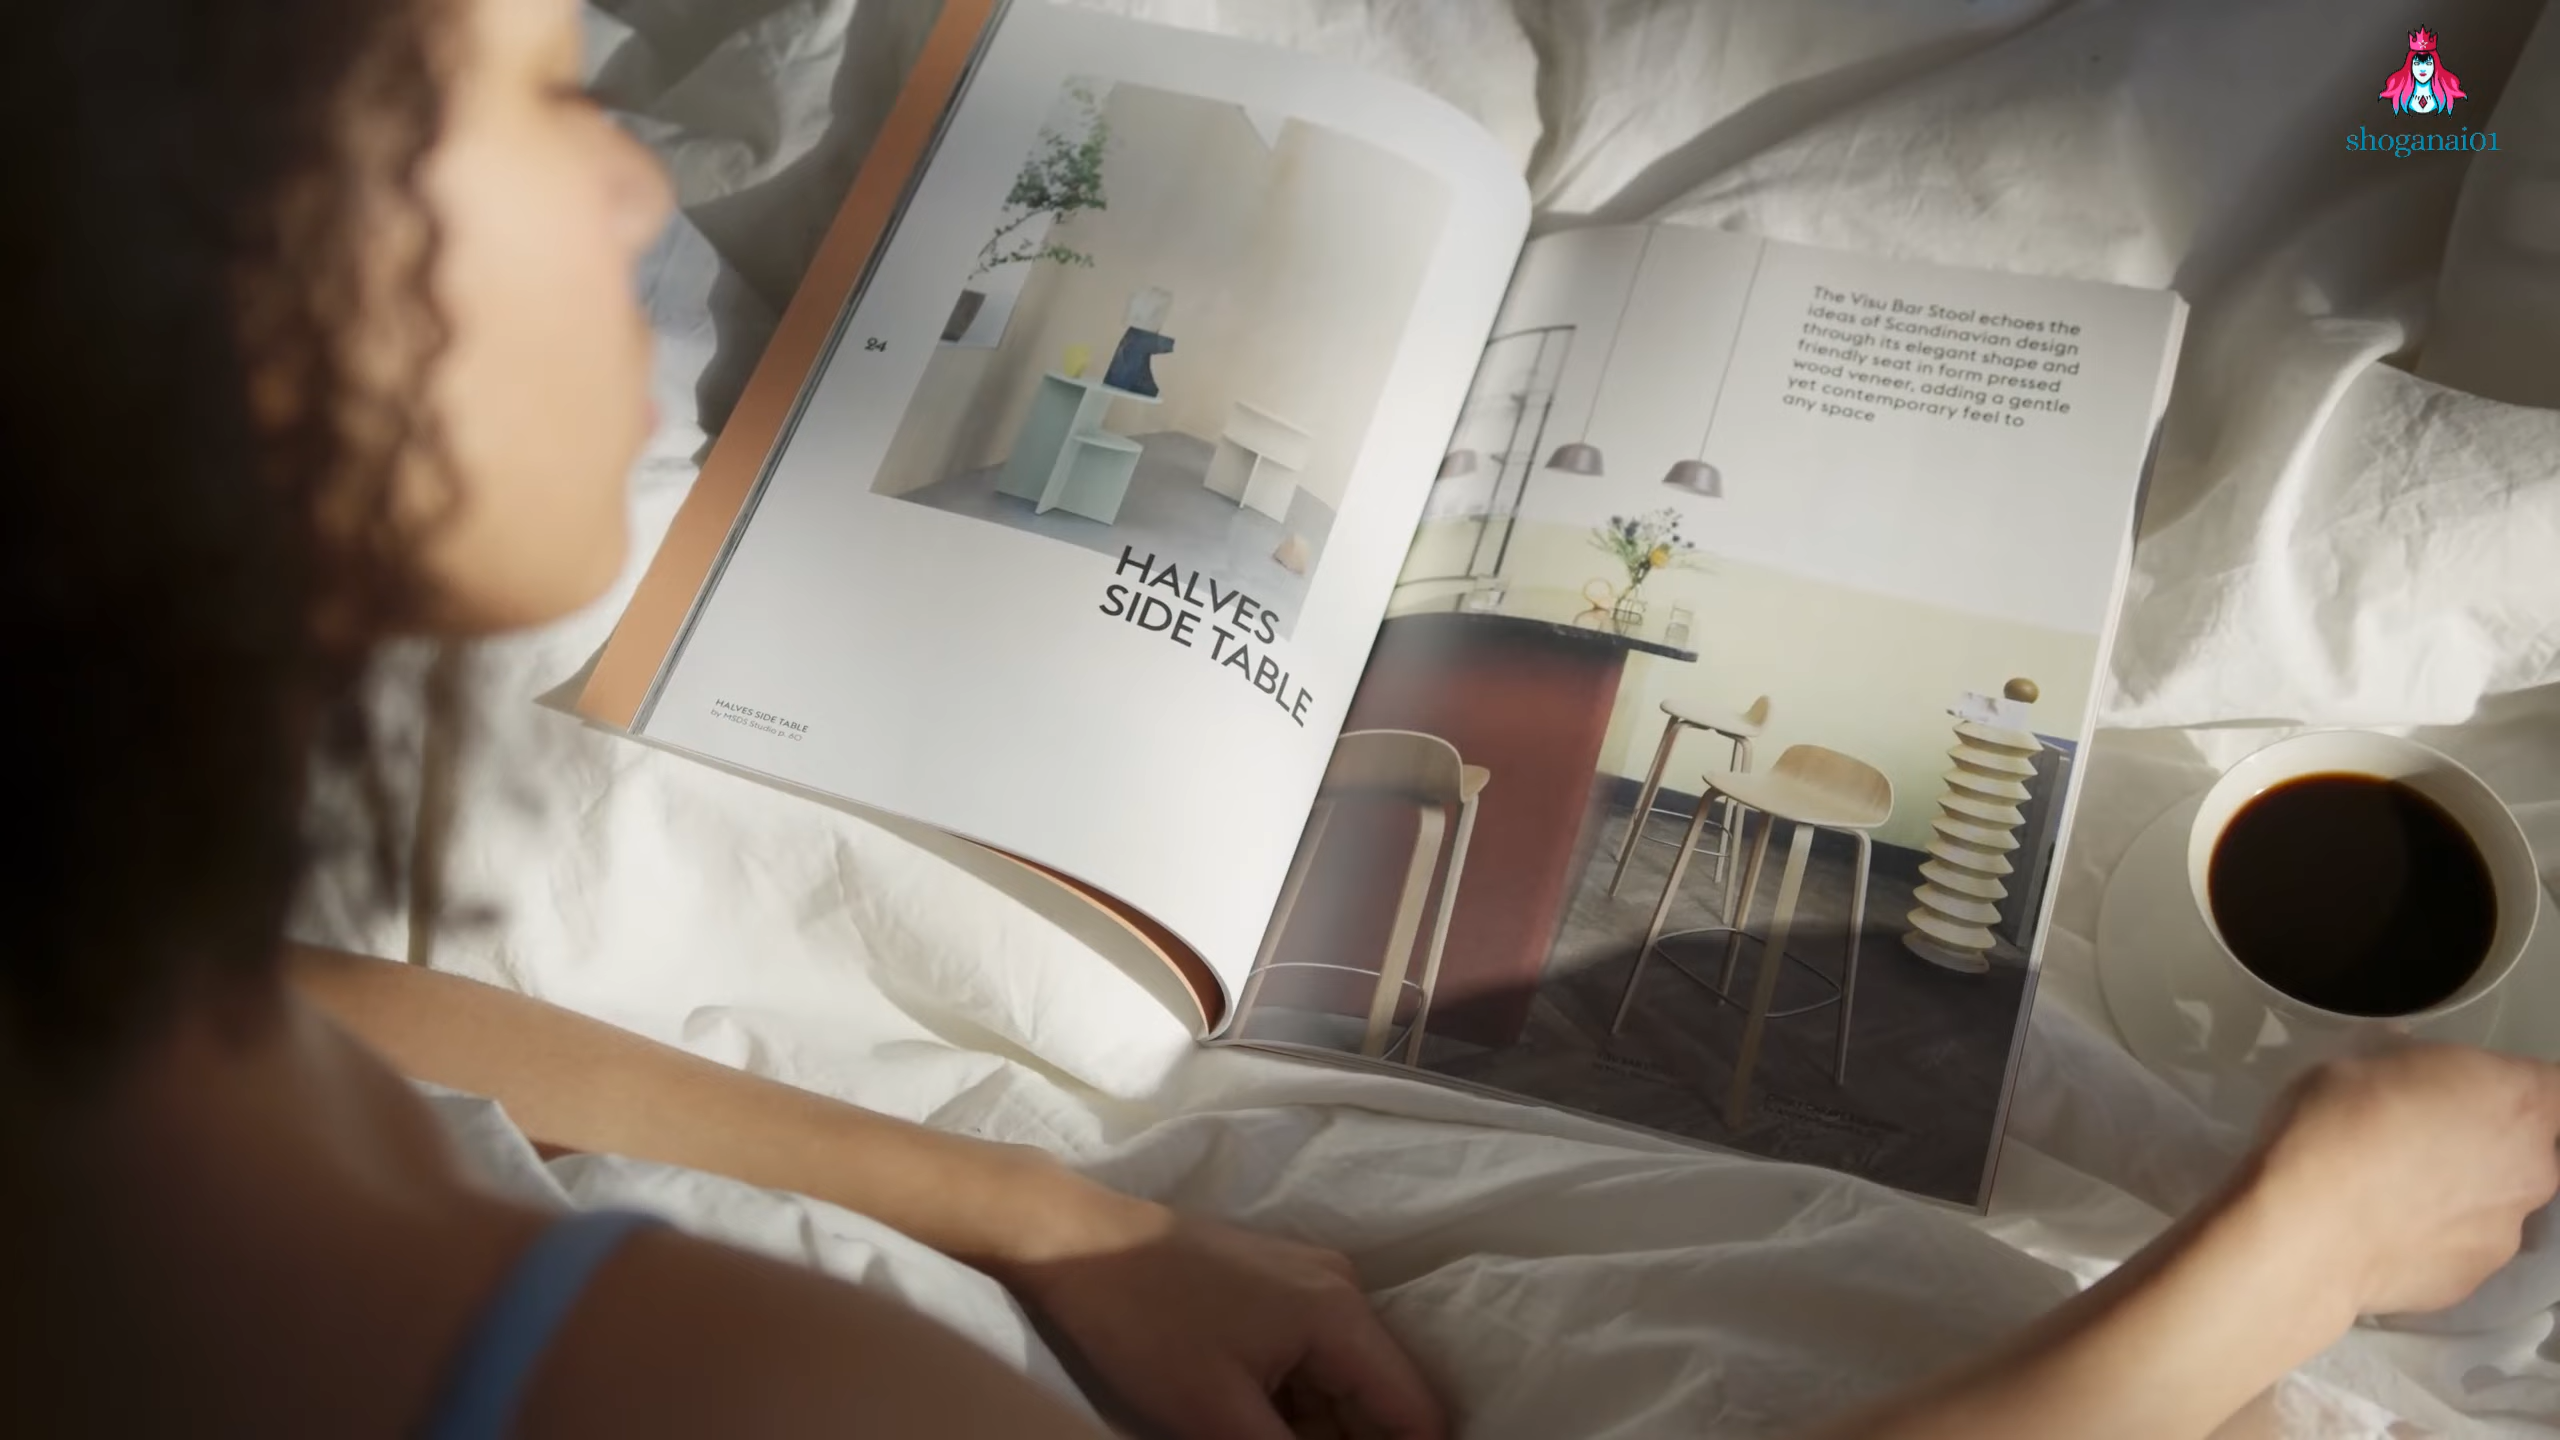 24
HALVES
SIDE TABLE
HALVES SIDE TABLE
by MSDS Studio p. 60
The Visu Bar Stool echoes the
ideas of Scandinavian design
through its elegant shape and
friendly seat in form pressed
wood veneer, adding a gentle
yet contemporary feel to
any space
shoganai01